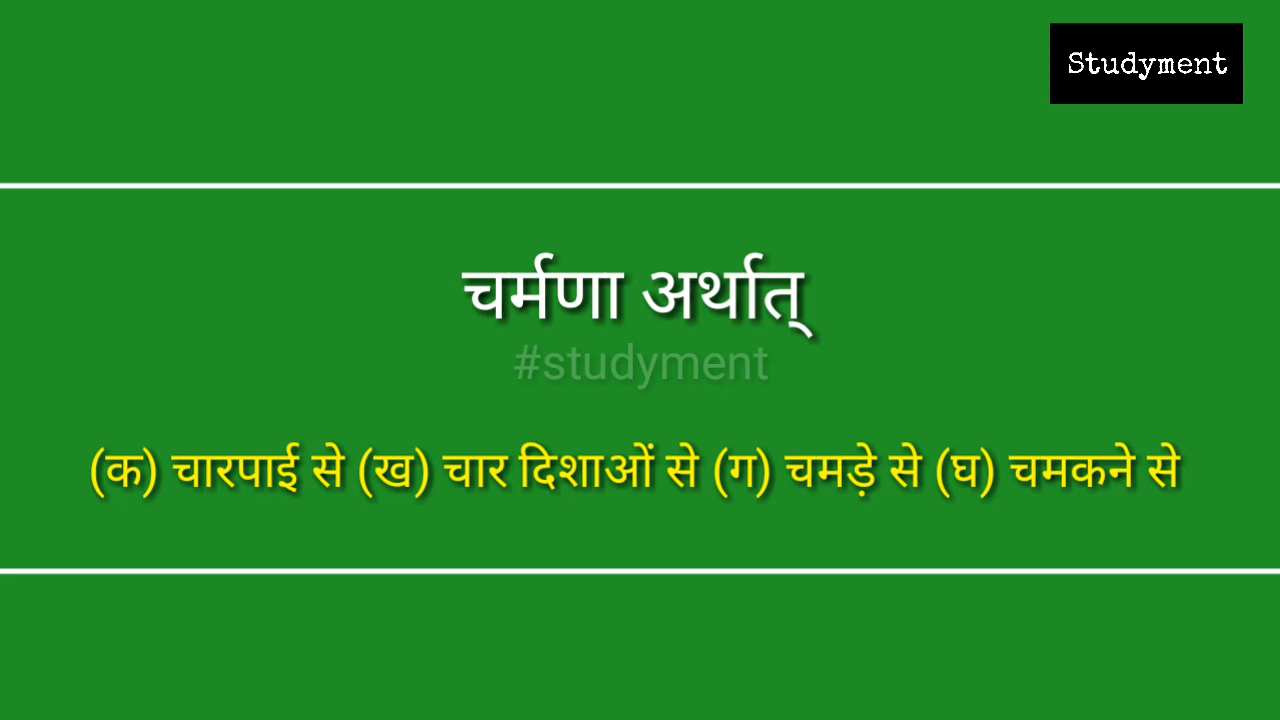 Studyment
चर्मणा अर्थात्
#studyment
(क) चारपाई से (ख) चार दिशाओं से (ग) चमड़े से (घ) चमकने से